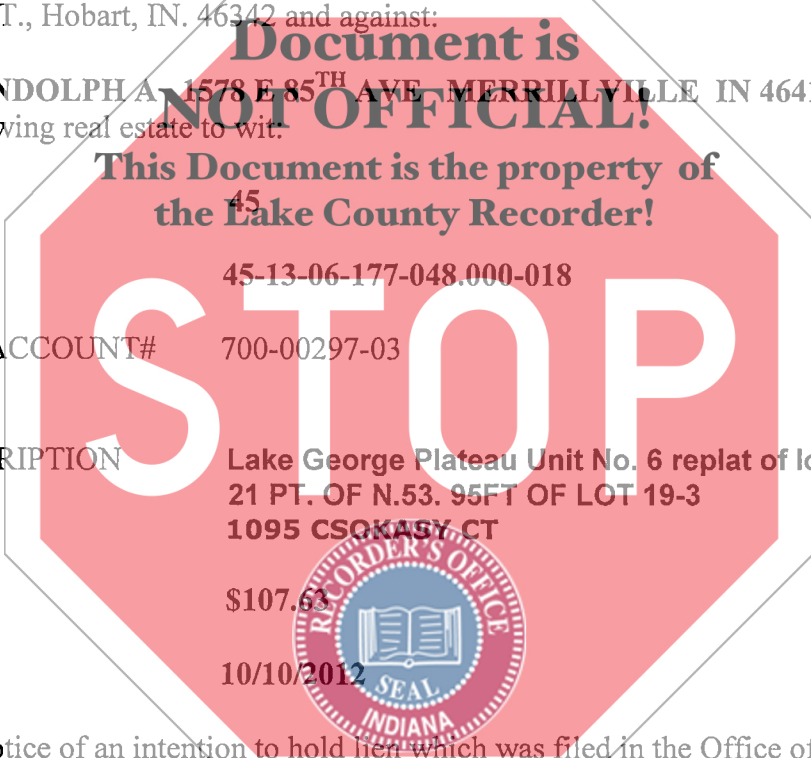 T., Hobart, IN. 46342 and against:
Document is
NDOLPH A 1578 E 85TH AVE MERRILLVILLE IN 464
NOT OFFICIAL!
wing real estate to wit:
This Document is the property of
45
the Lake County Recorder!
45-13-06-177-048.000-018
STOP
ACCOUNT# 700-00297-03
RIPTION Lake George Plateau Unit No. 6 replat of lo
21 PT. OF N.53. 95FT OF LOT 19-3
1095 CSOKASY CT
RECORDER'S OFFICE
$107.63
10/10/2012
SEAL
INDIANA
tice of an intention to hold lien which was filed in the Office of